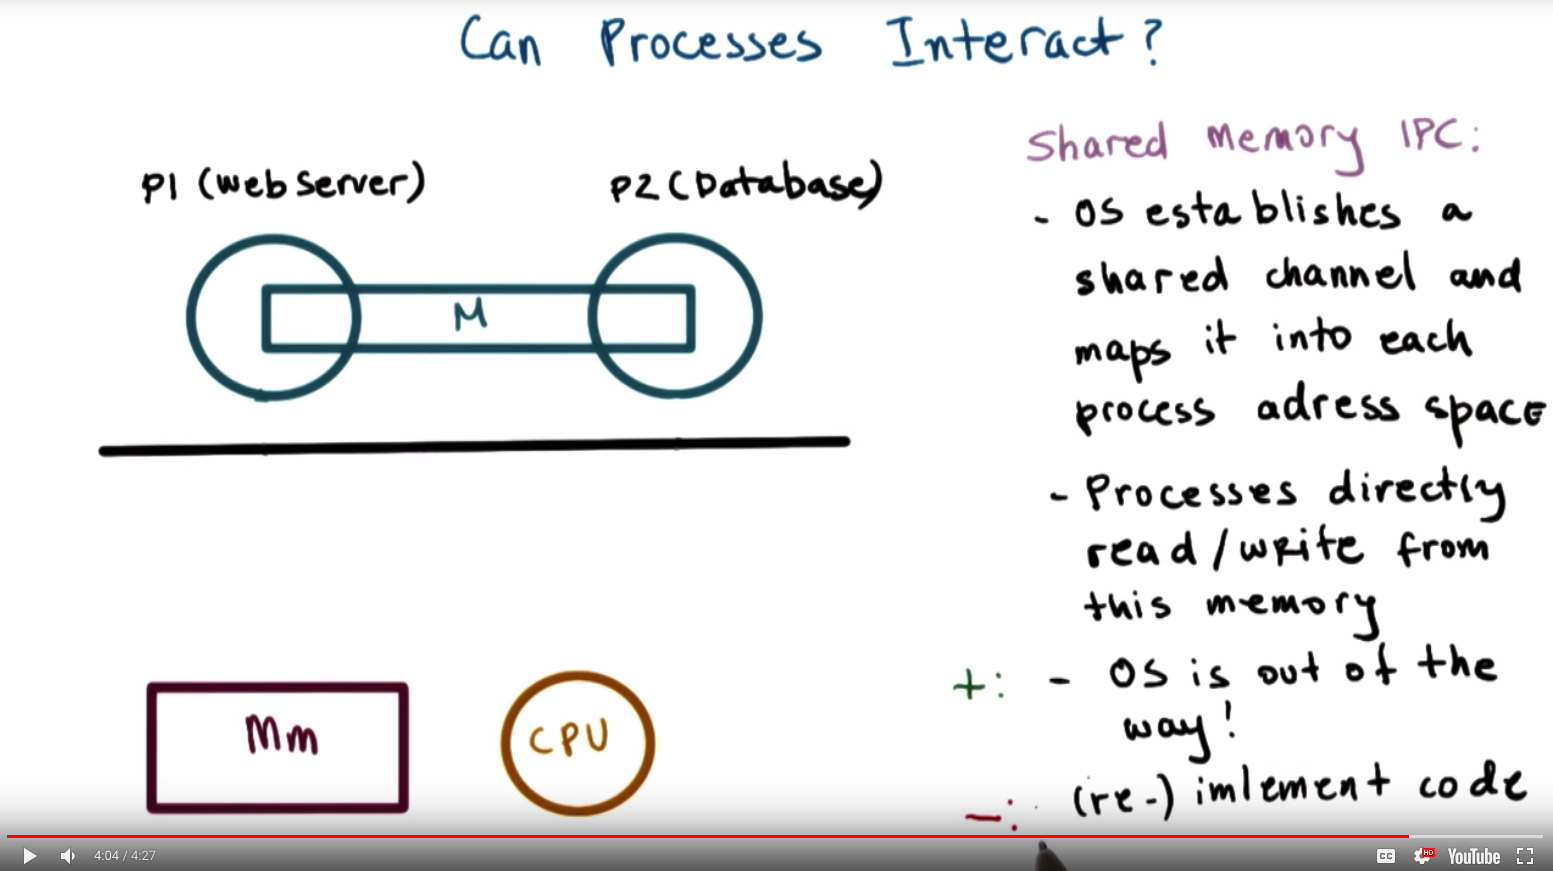 Can Processes Interact?
Shared Memory IPC:
P1 (web server)
P2 (Database)
- OS establishes a
shared channel and
maps it into each
process adress space
M
- Processes directly
read/write from
this memory
+: - OS is out of the
way!
Mm
CPU
-: (re-) imlement code
4:04 / 4:27
CC
HD
YouTube